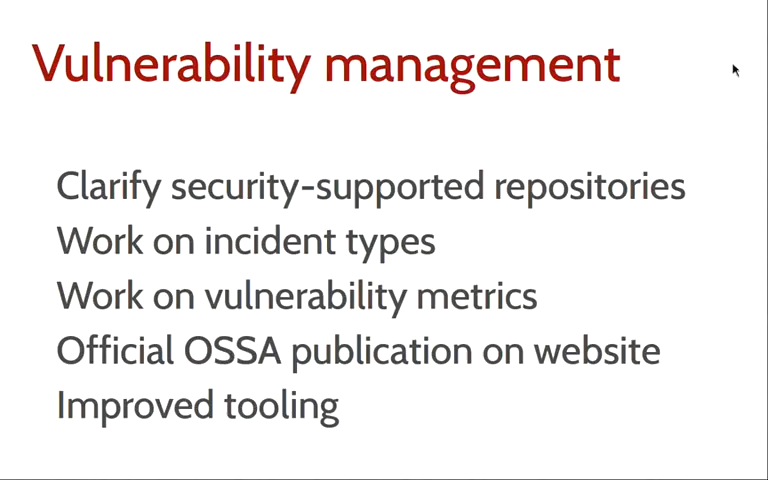 Vulnerability management
Clarify security-supported repositories
Work on incident types
Work on vulnerability metrics
Official OSSA publication on website
Improved tooling